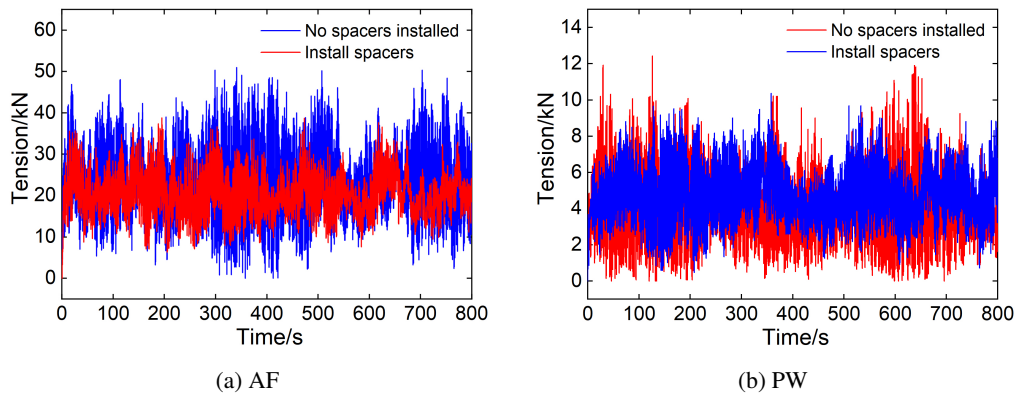 60
50
40
30
20
10
0
Tension/kN
No spacers installed
Install spacers
0 100 200 300 400 500 600 700 800
Time/s
(a) AF
14
12
10
8
6
4
2
0
Tension/kN
No spacers installed
Install spacers
0 100 200 300 400 500 600 700 800
Time/s
(b) PW